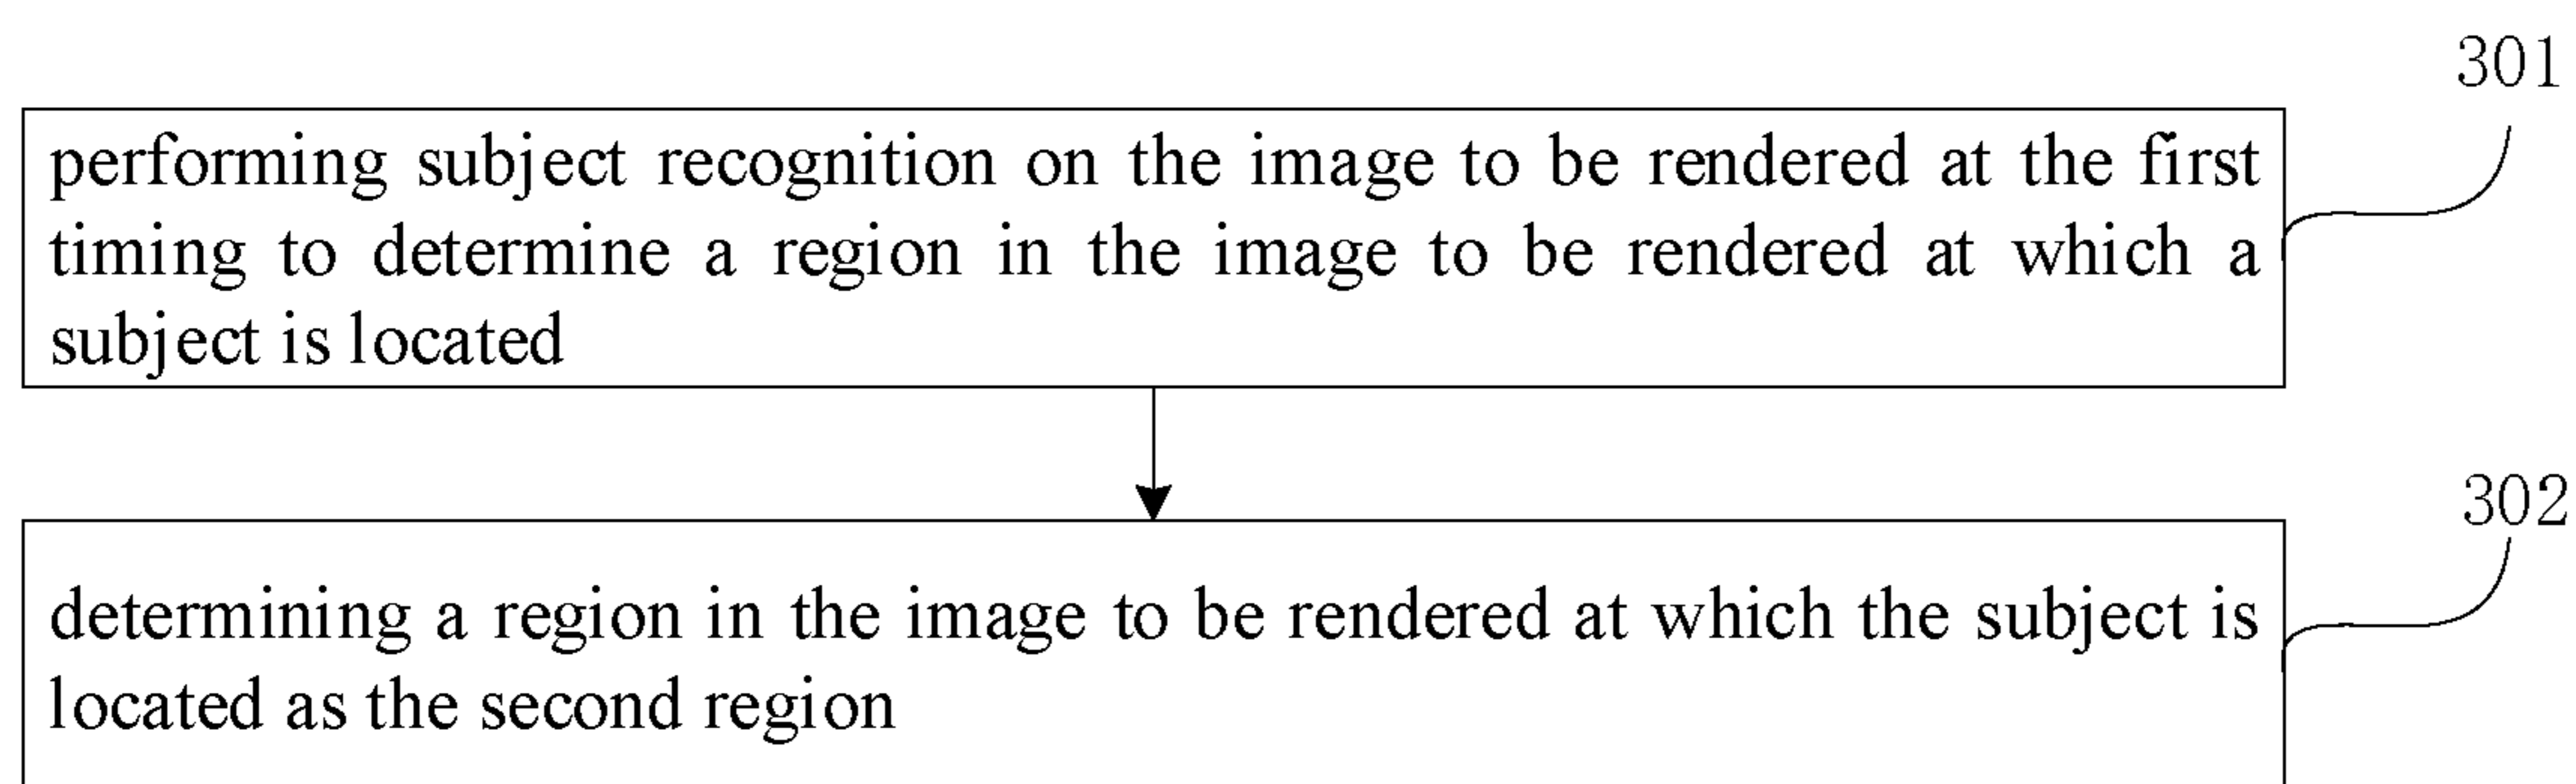 301
performing subject recognition on the image to be rendered at the first
timing to determine a region in the image to be rendered at which a
subject is located
302
determining a region in the image to be rendered at which the subject is
located as the second region